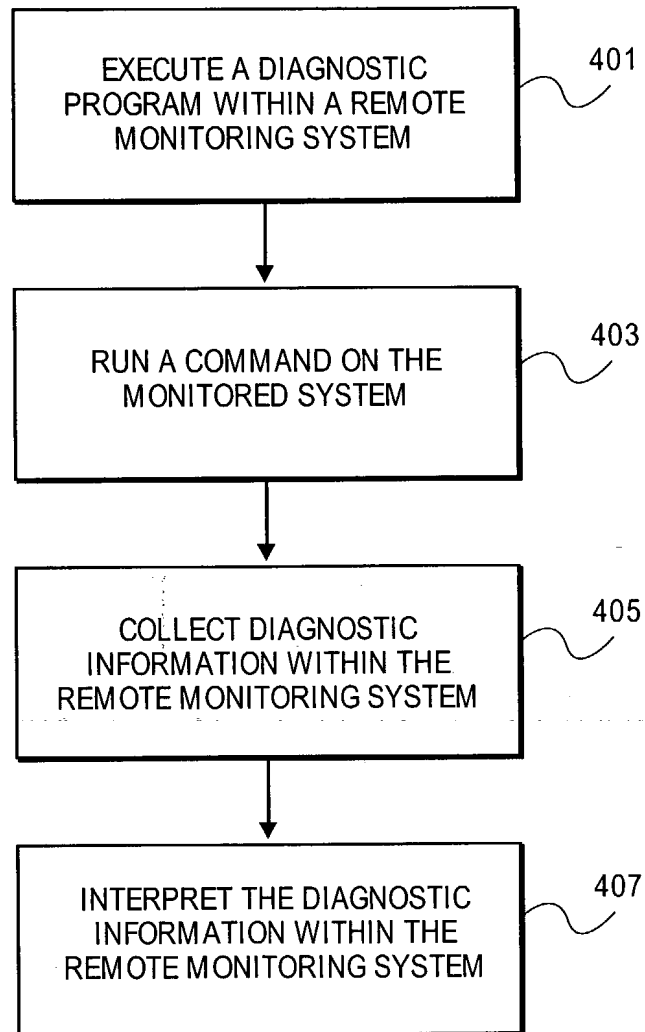 EXECUTE A DIAGNOSTIC
PROGRAM WITHIN A REMOTE
MONITORING SYSTEM
401
RUN A COMMAND ON THE
MONITORED SYSTEM
403
COLLECT DIAGNOSTIC
INFORMATION WITHIN THE
REMOTE MONITORING SYSTEM
405
INTERPRET THE DIAGNOSTIC
INFORMATION WITHIN THE
REMOTE MONITORING SYSTEM
407